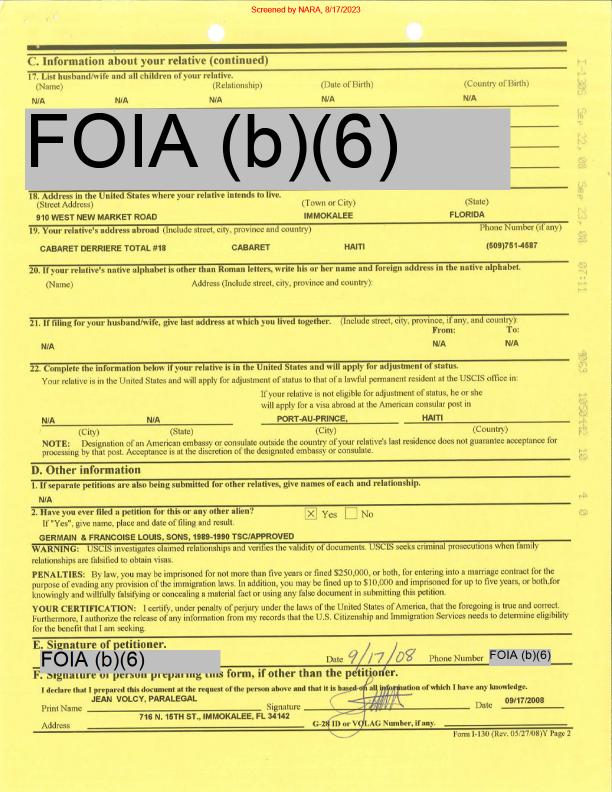 Screened by NARA, 8/17/2023
C. Information about your relative (continued)
17. List husband/wife and all children of your relative.
(Name) (Relationship) (Date of Birth) (Country of Birth)
N/A N/A N/A N/A N/A
FOIA (b)(6)
18. Address in the United States where your relative intends to live.
(Street Address) (Town or City) (State)
910 WEST NEW MARKET ROAD IMMOKALEE FLORIDA
19. Your relative's address abroad (Include street, city, province and country) Phone Number (if any)
CABARET DERRIERE TOTAL #18 CABARET HAITI (509)751-4587
20. If your relative's native alphabet is other than Roman letters, write his or her name and foreign address in the native alphabet.
(Name) Address (Include street, city, province and country):
21. If filing for your husband/wife, give last address at which you lived together. (Include street, city, province, if any, and country):
From: To:
N/A N/A N/A
22. Complete the information below if your relative is in the United States and will apply for adjustment of status.
Your relative is in the United States and will apply for adjustment of status to that of a lawful permanent resident at the USCIS office in:
If your relative is not eligible for adjustment of status, he or she
will apply for a visa abroad at the American consular post in
N/A N/A PORT-AU-PRINCE, HAITI
(City) (State) (City) (Country)
NOTE: Designation of an American embassy or consulate outside the country of your relative's last residence does not guarantee acceptance for
processing by that post. Acceptance is at the discretion of the designated embassy or consulate.
D. Other information
1. If separate petitions are also being submitted for other relatives, give names of each and relationship.
N/A
2. Have you ever filed a petition for this or any other alien? X Yes No
If "Yes", give name, place and date of filing and result.
GERMAIN & FRANCOISE LOUIS, SONS, 1989-1990 TSC/APPROVED
WARNING: USCIS investigates claimed relationships and verifies the validity of documents. USCIS seeks criminal prosecutions when family
relationships are falsified to obtain visas.
PENALTIES: By law, you may be imprisoned for not more than five years or fined $250,000, or both, for entering into a marriage contract for the
purpose of evading any provision of the immigration laws. In addition, you may be fined up to $10,000 and imprisoned for up to five years, or both,for
knowingly and willfully falsifying or concealing a material fact or using any false document in submitting this petition.
YOUR CERTIFICATION: I certify, under penalty of perjury under the laws of the United States of America, that the foregoing is true and correct.
Furthermore, I authorize the release of any information from my records that the U.S. Citizenship and Immigration Services needs to determine eligibility
for the benefit that I am seeking.
E. Signature of petitioner.
FOIA (b)(6) Date 9/17/08 Phone Number FOIA (b)(6)
F. Signature of person preparing this form, if other than the petitioner.
I declare that I prepared this document at the request of the person above and that it is based on all information of which I have any knowledge.
Print Name JEAN VOLCY, PARALEGAL Signature Date 09/17/2008
Address 716 N. 15TH ST., IMMOKALEE, FL 34142 G-28 ID or VOLAG Number, if any.
Form I-130 (Rev. 05/27/08)Y Page 2